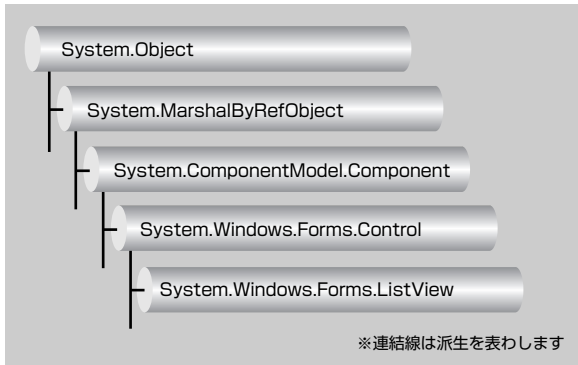 System.Object
System.MarshalByRefObject
System.ComponentModel.Component
System.Windows.Forms.Control
System.Windows.Forms.ListView
※連結線は派生を表わします